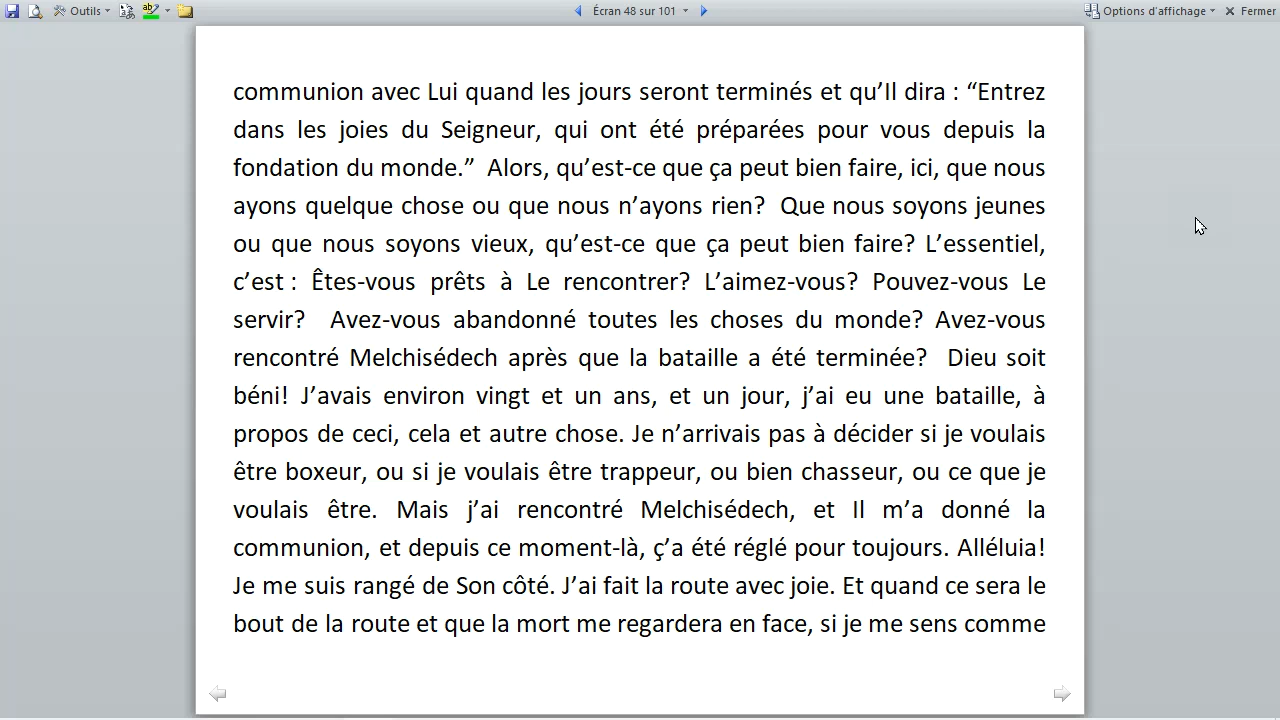 Outils
Écran 48 sur 101
Options d'affichage
Fermer
communion avec Lui quand les jours seront terminés et qu’Il dira : “Entrez
dans les joies du Seigneur, qui ont été préparées pour vous depuis la
fondation du monde.”  Alors, qu’est-ce que ça peut bien faire, ici, que nous
ayons quelque chose ou que nous n’ayons rien?  Que nous soyons jeunes
ou que nous soyons vieux, qu’est-ce que ça peut bien faire? L’essentiel,
c’est : Êtes-vous prêts à Le rencontrer? L’aimez-vous? Pouvez-vous Le
servir?  Avez-vous abandonné toutes les choses du monde? Avez-vous
rencontré Melchisédech après que la bataille a été terminée?  Dieu soit
béni! J’avais environ vingt et un ans, et un jour, j’ai eu une bataille, à
propos de ceci, cela et autre chose. Je n’arrivais pas à décider si je voulais
être boxeur, ou si je voulais être trappeur, ou bien chasseur, ou ce que je
voulais être. Mais j’ai rencontré Melchisédech, et Il m’a donné la
communion, et depuis ce moment-là, ç’a été réglé pour toujours. Alléluia!
Je me suis rangé de Son côté. J’ai fait la route avec joie. Et quand ce sera le
bout de la route et que la mort me regardera en face, si je me sens comme